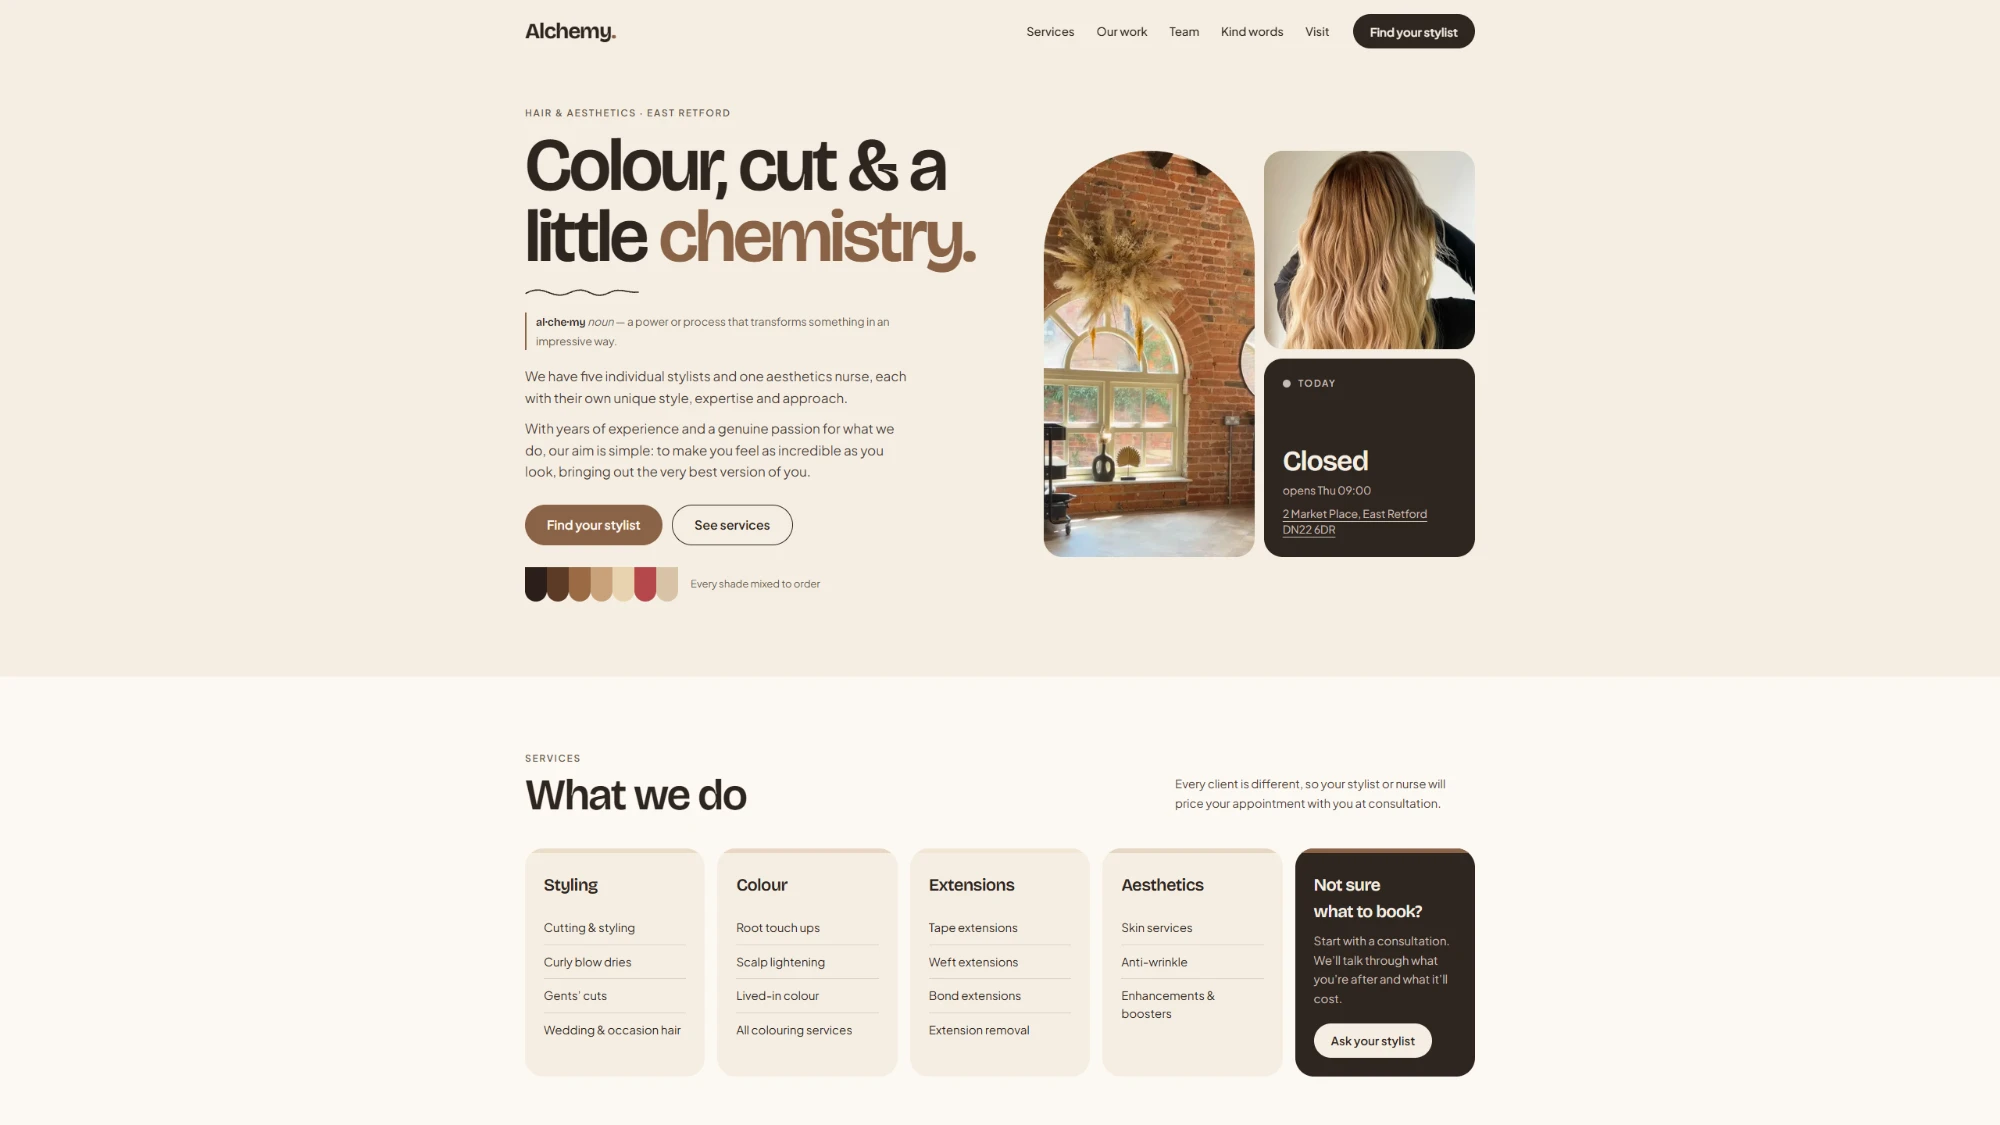 Alchemy.
Services
Our work
Team
Kind words
Visit
Find your stylist
HAIR & AESTHETICS · EAST RETFORD
Colour, cut & a
little chemistry.
al·che·my noun — a power or process that transforms something in an
impressive way.
We have five individual stylists and one aesthetics nurse, each
with their own unique style, expertise and approach.
With years of experience and a genuine passion for what we
do, our aim is simple: to make you feel as incredible as you
look, bringing out the very best version of you.
Find your stylist
See services
Every shade mixed to order
TODAY
Closed
opens Thu 09:00
2 Market Place, East Retford
DN22 6DR
SERVICES
What we do
Every client is different, so your stylist or nurse will
price your appointment with you at consultation.
Styling
Cutting & styling
Curly blow dries
Gents’ cuts
Wedding & occasion hair
Colour
Root touch ups
Scalp lightening
Lived-in colour
All colouring services
Extensions
Tape extensions
Weft extensions
Bond extensions
Extension removal
Aesthetics
Skin services
Anti-wrinkle
Enhancements &
boosters
Not sure
what to book?
Start with a consultation.
We’ll talk through what
you’re after and what it’ll
cost.
Ask your stylist